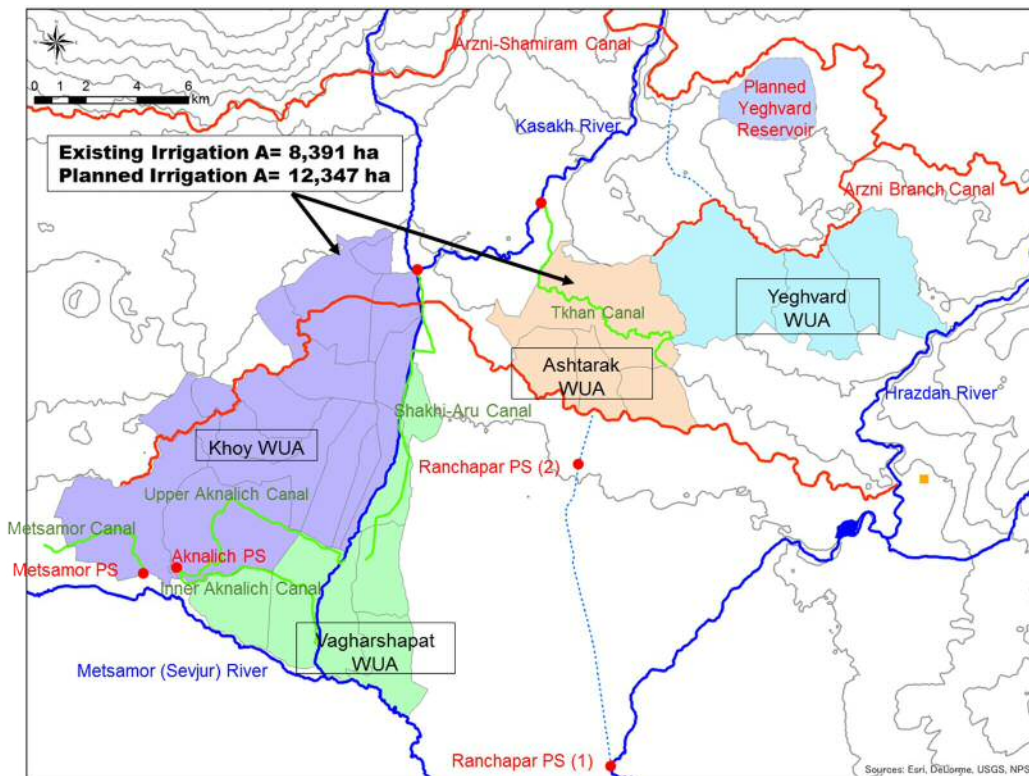 Arzni-Shamiram Canal
0 1 2 4 6
km
Planned
Yeghvard
Reservoir
Kasakh River
Existing Irrigation A= 8,391 ha
Planned Irrigation A= 12,347 ha
Arzni Branch Canal
Yeghvard
WUA
Tkhan Canal
Ashtarak
WUA
Hrazdan River
Shakhi-Aru Canal
Khoy WUA
Ranchapar PS (2)
Upper Aknalich Canal
Metsamor Canal
Aknalich PS
Metsamor PS
Inner Aknalich Canal
Vagharshapat
WUA
Metsamor (Sevjur) River
Ranchapar PS (1)
Sources: Esri, DeLorme, USGS, NPS